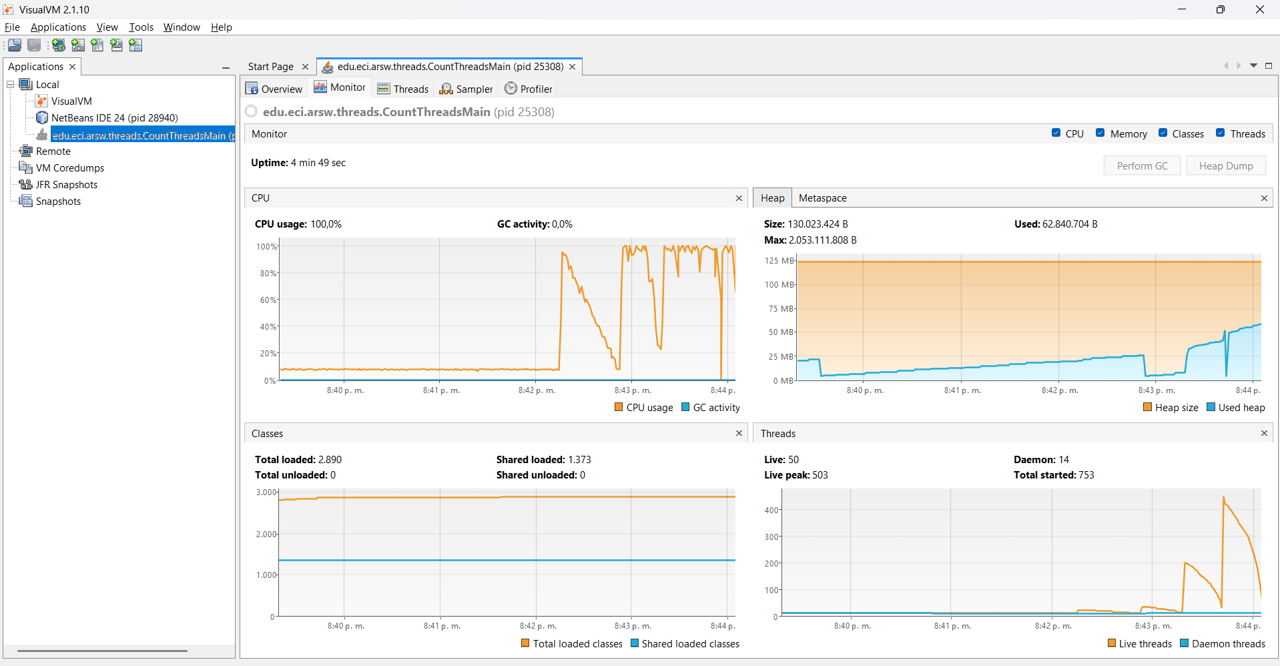 VisualVM 2.1.10
File Applications View Tools Window Help
Applications
Start Page
edu.eci.arsw.threads.CountThreadsMain (pid 25308)
Local
VisualVM
NetBeans IDE 24 (pid 28940)
edu.eci.arsw.threads.CountThreadsMain (p
Remote
VM Coredumps
JFR Snapshots
Snapshots
Overview Monitor Threads Sampler Profiler
edu.eci.arsw.threads.CountThreadsMain (pid 25308)
Monitor
CPU Memory Classes Threads
Uptime: 4 min 49 sec
Perform GC Heap Dump
CPU
CPU usage: 100,0% GC activity: 0,0%
100%
80%
60%
40%
20%
0%
8:40 p. m. 8:41 p. m. 8:42 p. m. 8:43 p. m. 8:44 p.
CPU usage GC activity
Heap Metaspace
Size: 130.023.424 B Used: 62.840.704 B
Max: 2.053.111.808 B
125 MB
100 MB
75 MB
50 MB
25 MB
0 MB
8:40 p. m. 8:41 p. m. 8:42 p. m. 8:43 p. m. 8:44 p.
Heap size Used heap
Classes
Total loaded: 2.890 Shared loaded: 1.373
Total unloaded: 0 Shared unloaded: 0
3.000
2.000
1.000
0
8:40 p. m. 8:41 p. m. 8:42 p. m. 8:43 p. m. 8:44 p.
Total loaded classes Shared loaded classes
Threads
Live: 50 Daemon: 14
Live peak: 503 Total started: 753
400
300
200
100
0
8:40 p. m. 8:41 p. m. 8:42 p. m. 8:43 p. m. 8:44 p.
Live threads Daemon threads